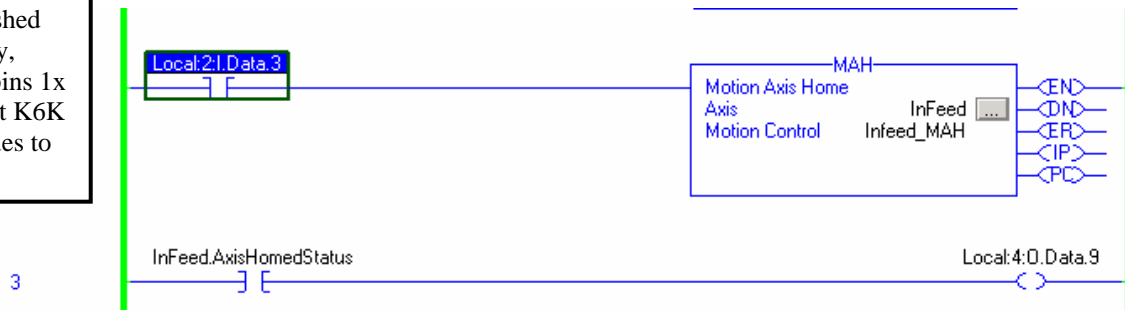 shed
y,
ins 1x
t K6K
es to
Local:2:I.Data.3
MAH
Motion Axis Home
Axis InFeed ...
Motion Control Infeed_MAH
EN
DN
ER
IP
PC
InFeed.AxisHomedStatus
Local:4:O.Data.9
3